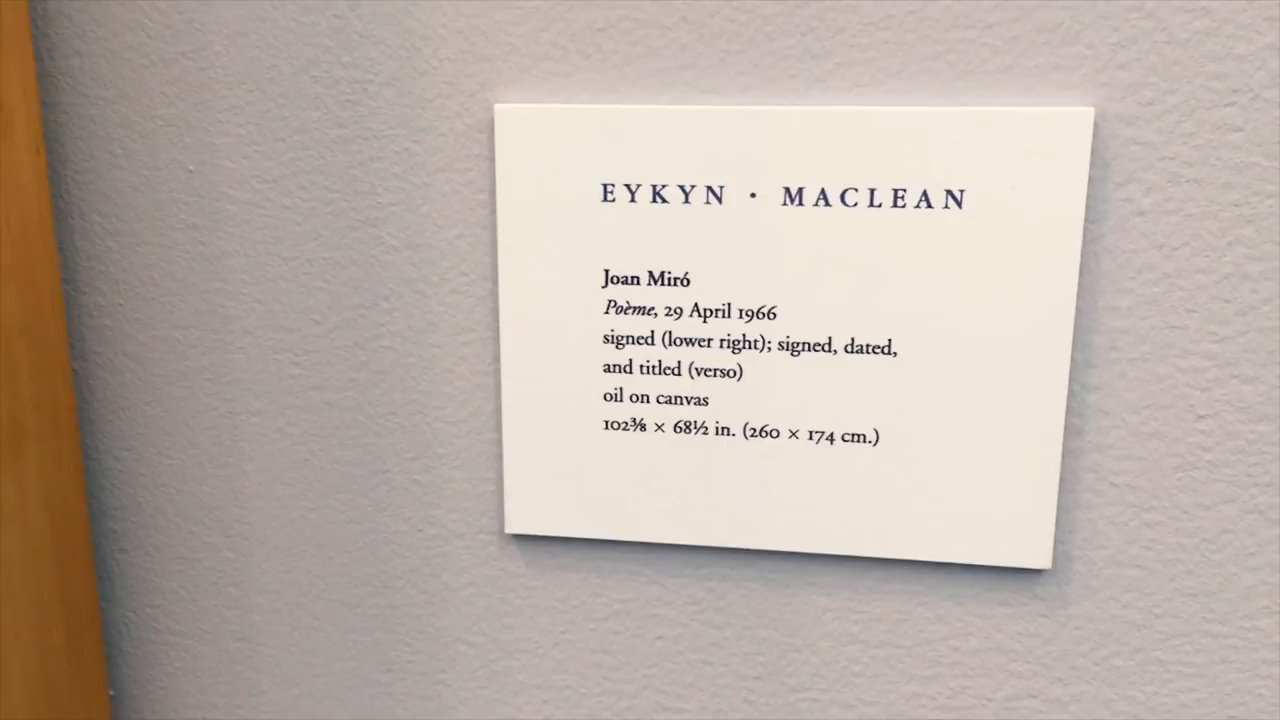 EYKYN · MACLEAN
Joan Miró
Poème, 29 April 1966
signed (lower right); signed, dated,
and titled (verso)
oil on canvas
102⅜ × 68½ in. (260 × 174 cm.)